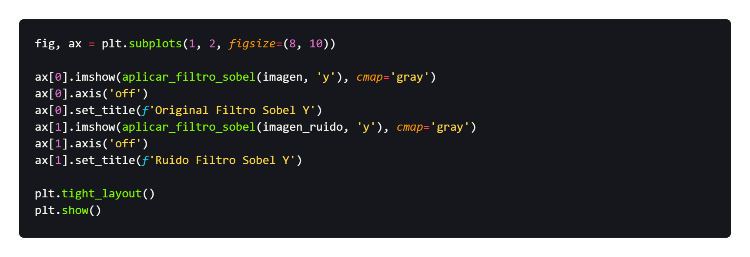 fig, ax = plt.subplots(1, 2, figsize=(8, 10))
ax[0].imshow(aplicar_filtro_sobel(imagen, 'y'), cmap='gray')
ax[0].axis('off')
ax[0].set_title(f'Original Filtro Sobel Y')
ax[1].imshow(aplicar_filtro_sobel(imagen_ruido, 'y'), cmap='gray')
ax[1].axis('off')
ax[1].set_title(f'Ruido Filtro Sobel Y')
plt.tight_layout()
plt.show()